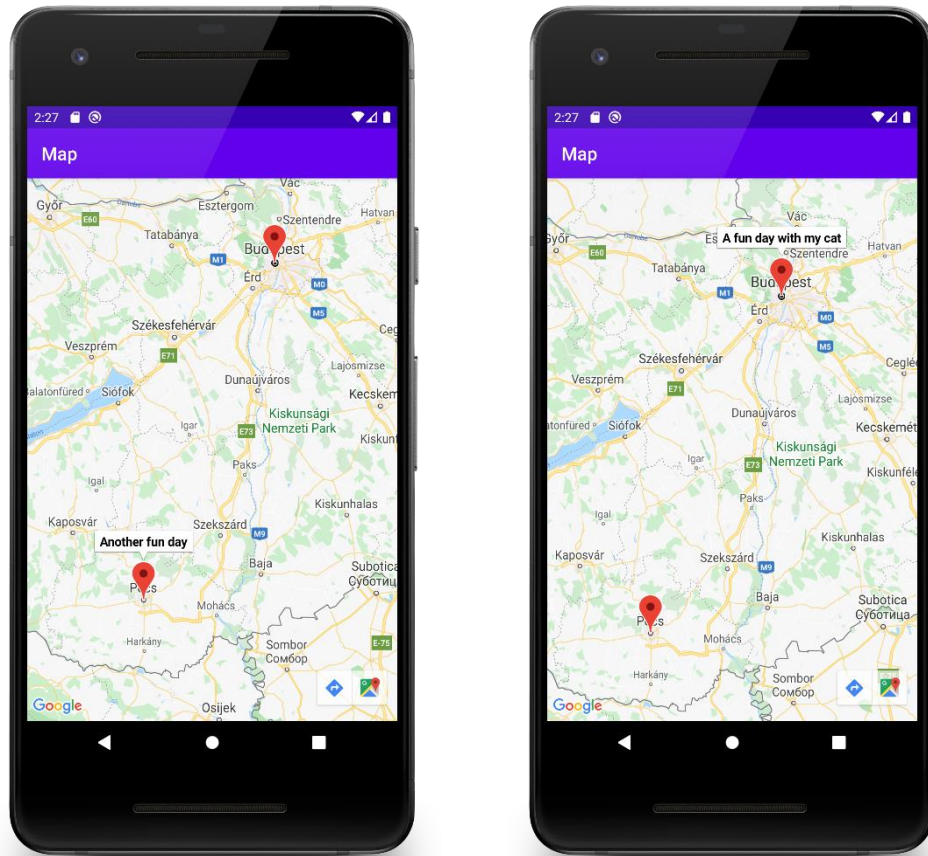 2:27
Map
Vác
Győr
E60
Esztergom
Szentendre
Hatvan
Tatabánya
Budapest
M1
Érd
M0
M5
Székesfehérvár
Veszprém
E71
Lajosmizse
Siófok
Dunaújváros
Kecskem
Kiskunsági
Nemzeti Park
Igar
E73
Kiskunf
Paks
Igal
Kiskunhalas
Kaposvár
Szekszárd
M9
Another fun day
Baja
Subotica
Суботица
Pécs
Mohács
Harkány
Sombor
Сомбор
E-75
Google
Osijek
2:27
Map
Vác
Győr
A fun day with my cat
E60
Szentendre
Hatvan
Tatabánya
Budapest
M1
Érd
M0
M5
Székesfehérvár
Cegléd
Veszprém
E71
Lajosmizse
Siófok
Dunaújváros
Kecskemét
Kiskunsági
Nemzeti Park
Igar
E73
Kiskunféle
Paks
Igal
Kiskunhalas
Kaposvár
Szekszárd
M9
Baja
Subotica
Суботица
Pécs
Mohács
Harkány
Sombor
Сомбор
Google